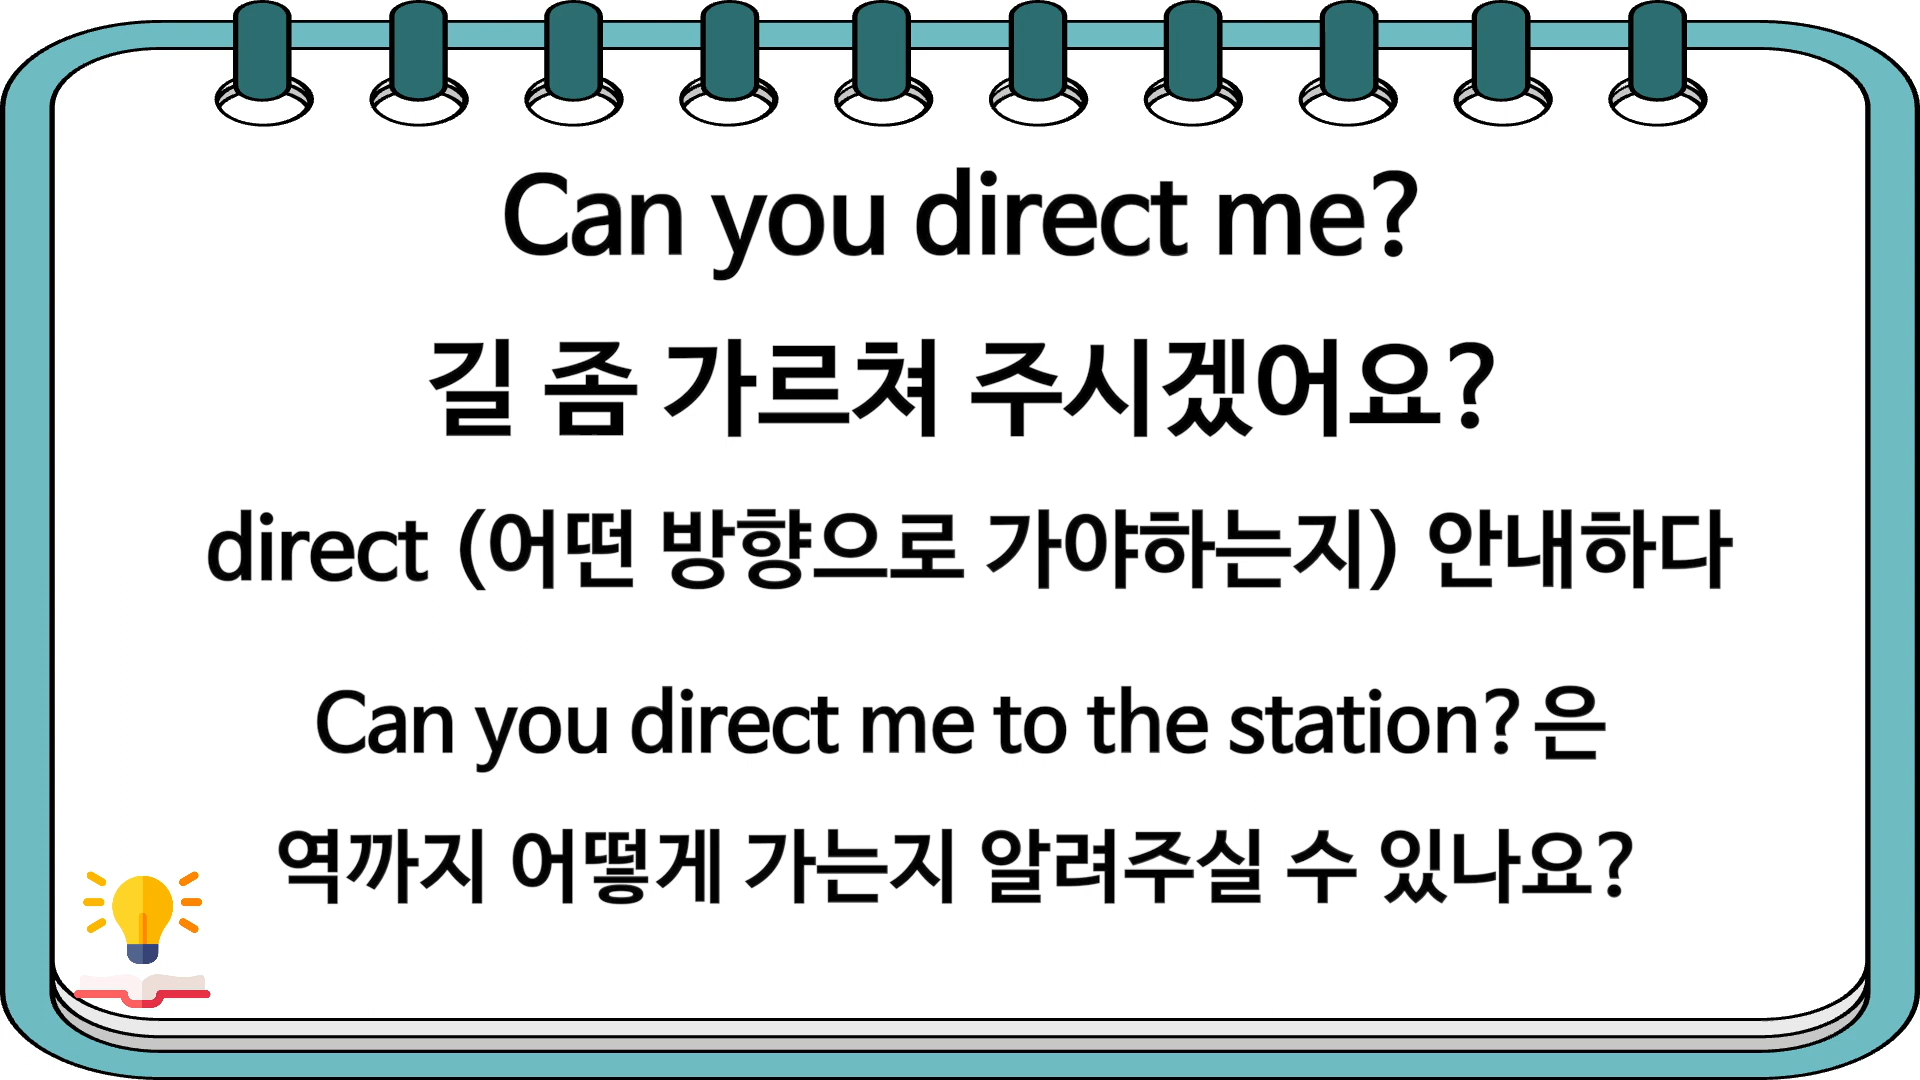 Can you direct me?
길 좀 가르쳐 주시겠어요?
direct (어떤 방향으로 가야하는지) 안내하다
Can you direct me to the station? 은
역까지 어떻게 가는지 알려주실 수 있나요?